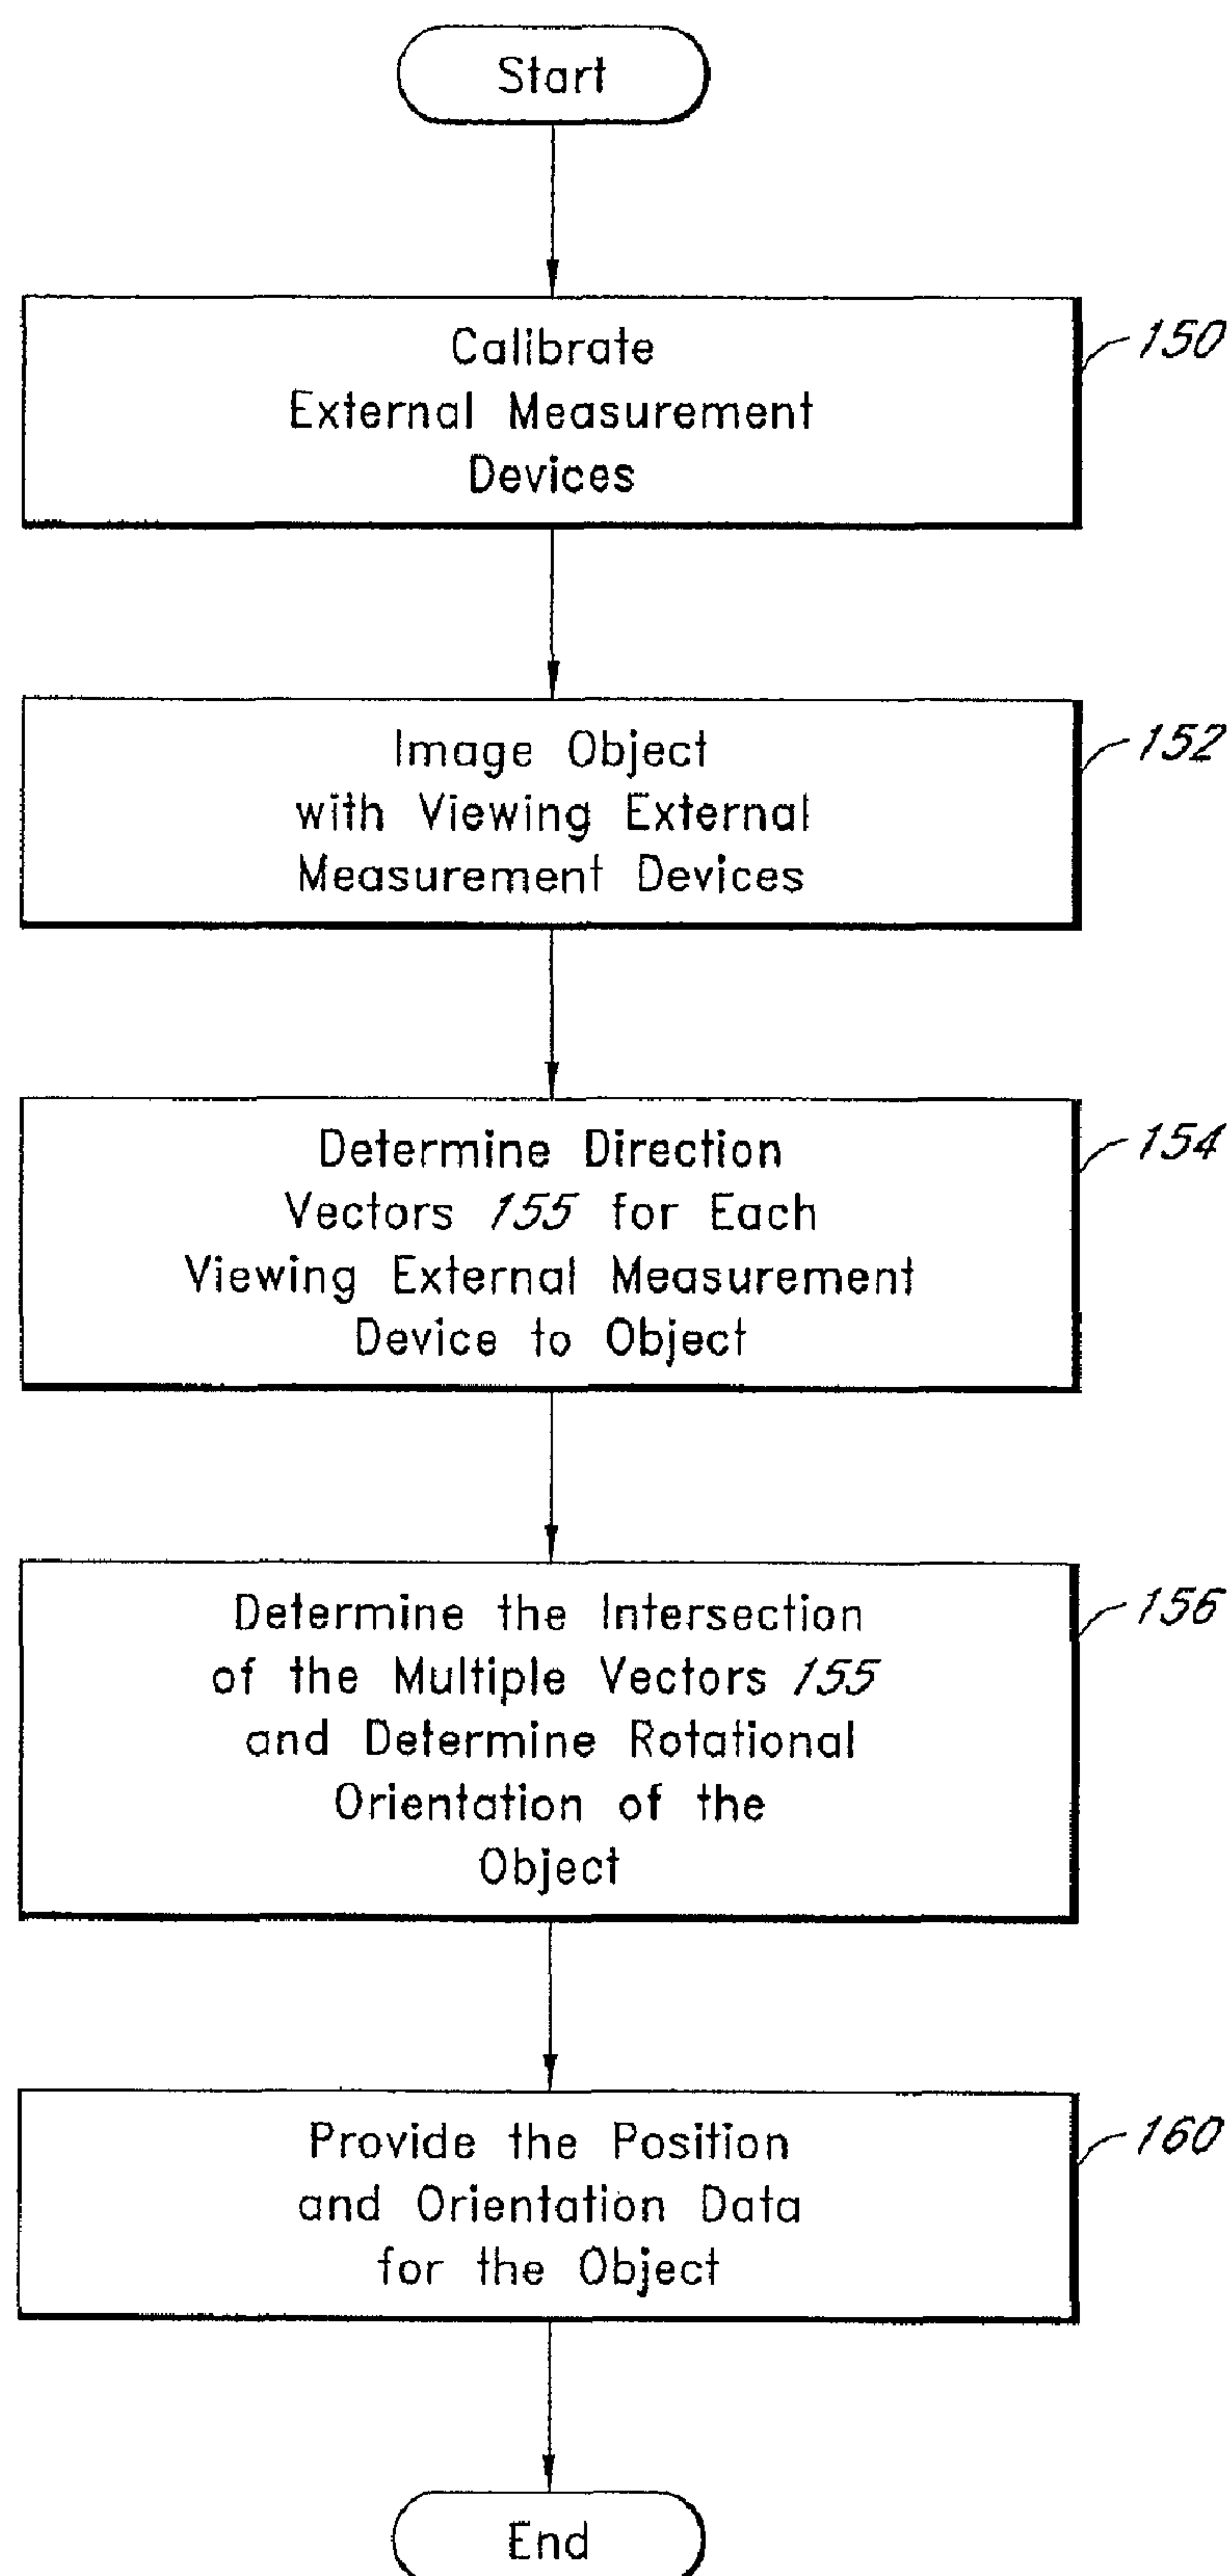 Start
Calibrate
External Measurement
Devices
150
Image Object
with Viewing External
Measurement Devices
152
Determine Direction
Vectors 155 for Each
Viewing External Measurement
Device to Object
154
Determine the Intersection
of the Multiple Vectors 155
and Determine Rotational
Orientation of the
Object
156
Provide the Position
and Orientation Data
for the Object
160
End